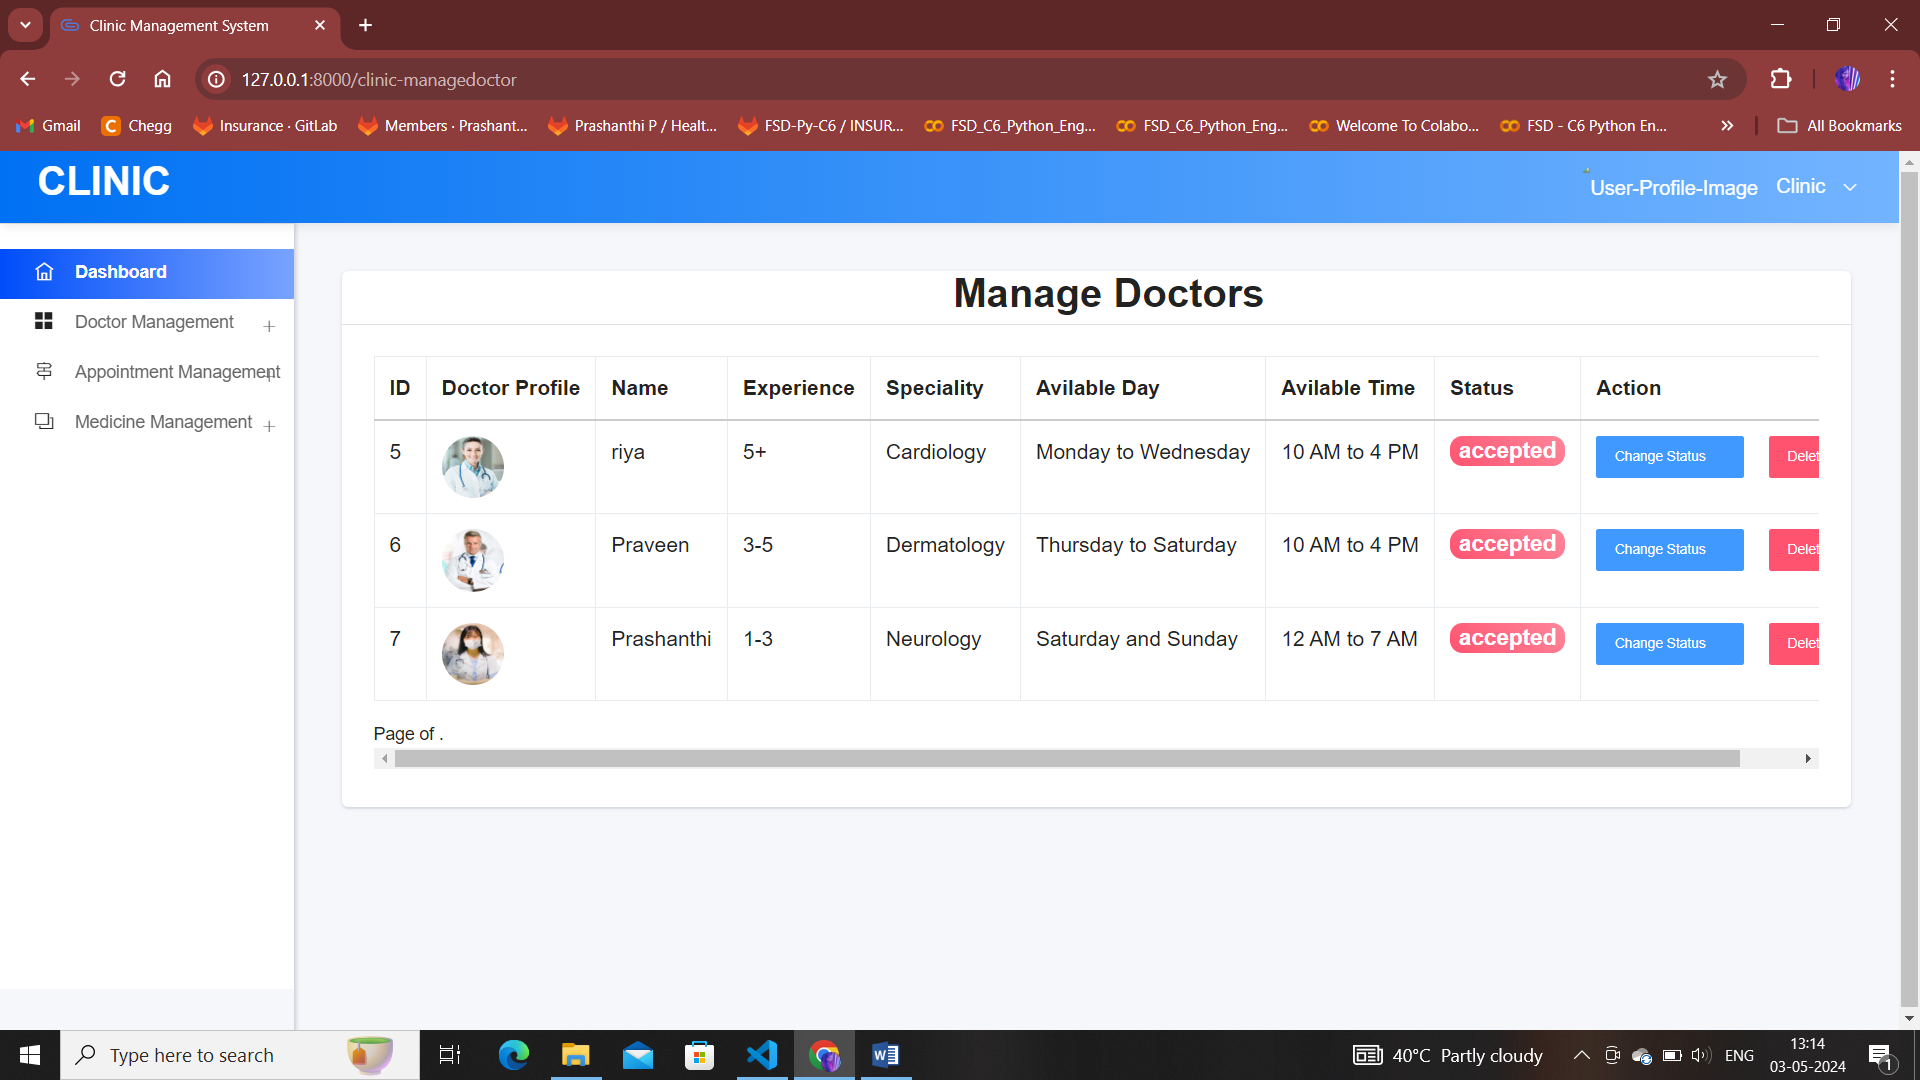 Clinic Management System
127.0.0.1:8000/clinic-managedoctor
Gmail Chegg Insurance · GitLab Members · Prashant... Prashanthi P / Healt... FSD-Py-C6 / INSUR... FSD_C6_Python_Eng... FSD_C6_Python_Eng... Welcome To Colabo... FSD - C6 Python En... » All Bookmarks
CLINIC User-Profile-Image Clinic
Dashboard
Doctor Management +
Appointment Management +
Medicine Management +
Manage Doctors
ID Doctor Profile Name Experience Speciality Avilable Day Avilable Time Status Action
5 riya 5+ Cardiology Monday to Wednesday 10 AM to 4 PM accepted Change Status Delet
6 Praveen 3-5 Dermatology Thursday to Saturday 10 AM to 4 PM accepted Change Status Delet
7 Prashanthi 1-3 Neurology Saturday and Sunday 12 AM to 7 AM accepted Change Status Delet
Page of .
Type here to search 40°C Partly cloudy ENG 13:14
03-05-2024 1